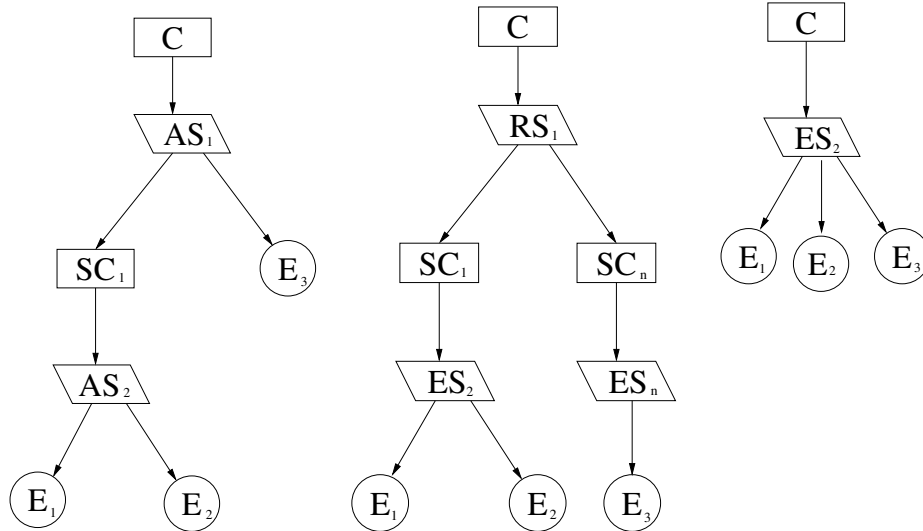 C
C
C
AS₁
RS₁
ES₂
SC₁
E₃
SC₁
SCₙ
E₁
E₂
E₃
AS₂
ES₂
ESₙ
E₁
E₂
E₁
E₂
E₃